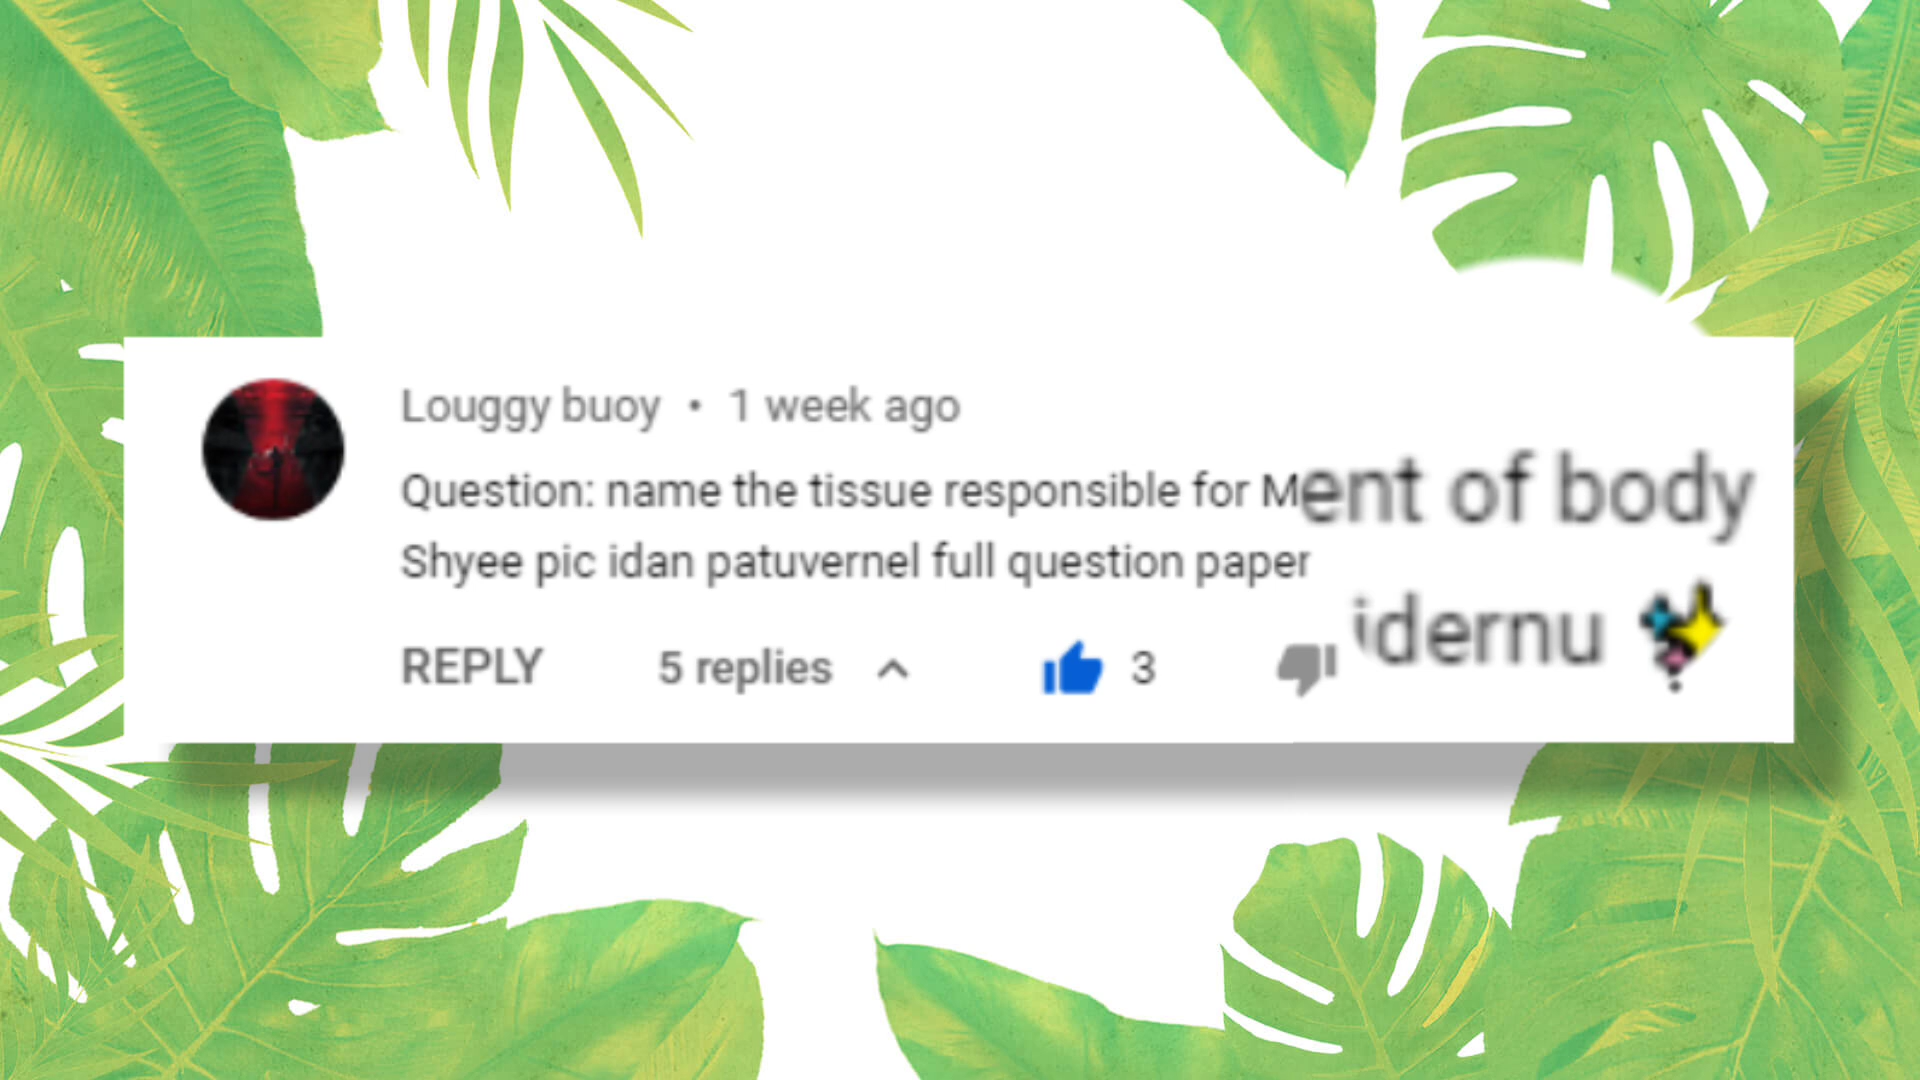 Louggy buoy • 1 week ago
Question: name the tissue responsible for Ment of body
Shyee pic idan patuvernel full question paper idernu
REPLY 5 replies 3